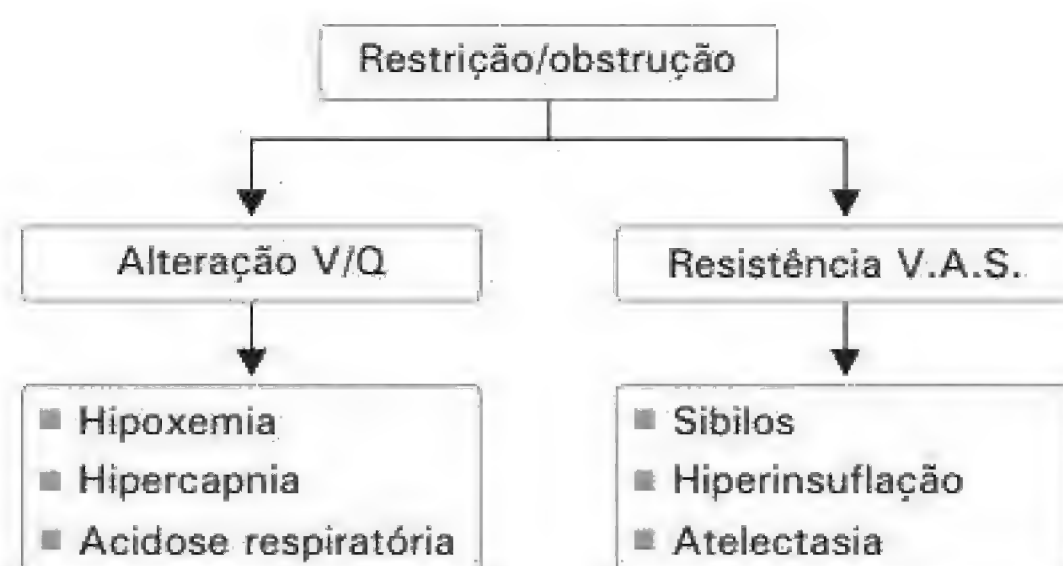 Restrição/obstrução
Alteração V/Q
Resistência V.A.S.
■ Hipoxemia
■ Hipercapnia
■ Acidose respiratória
■ Sibilos
■ Hiperinsuflação
■ Atelectasia